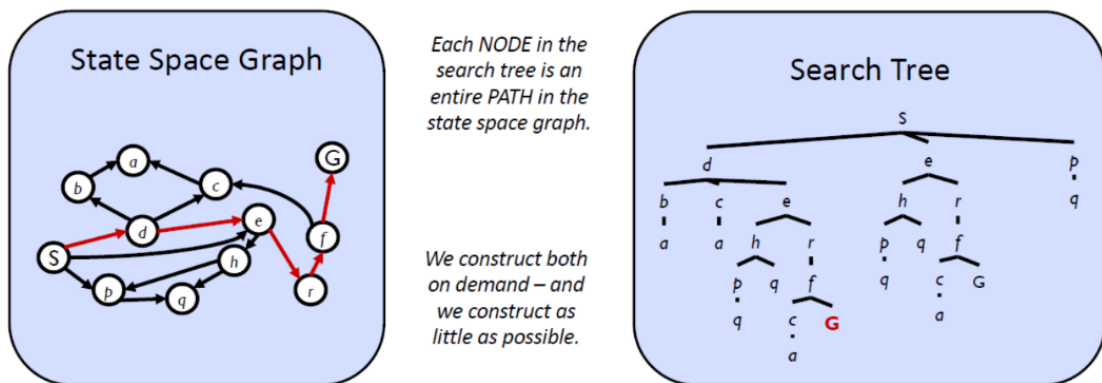 State Space Graph
G
a
c
b
e
d
f
S
h
p
q
r
Each NODE in the
search tree is an
entire PATH in the
state space graph.
We construct both
on demand – and
we construct as
little as possible.
Search Tree
S
d e p
b c e h r q
a a h r p q f
p q f q c G
q c G a
a